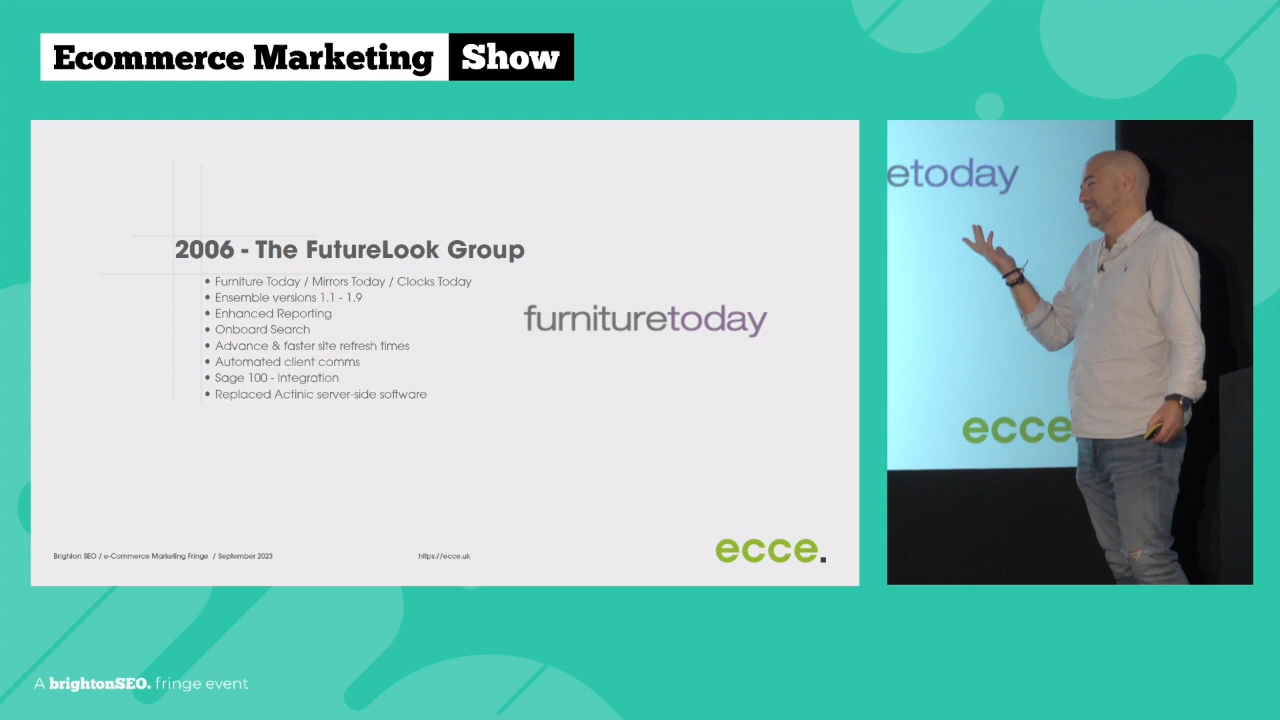 Ecommerce Marketing Show
2006 - The FutureLook Group
• Furniture Today / Mirrors Today / Clocks Today
• Ensemble versions 1.1 - 1.9
• Enhanced Reporting
• Onboard Search
• Advance & faster site refresh times
• Automated client comms
• Sage 100 - Integration
• Replaced Actinic server-side software
furnituretoday
Brighton SEO / e-Commerce Marketing Fringe / September 2023
https://ecce.uk
ecce.
etoday
ecce
A brightonSEO. fringe event